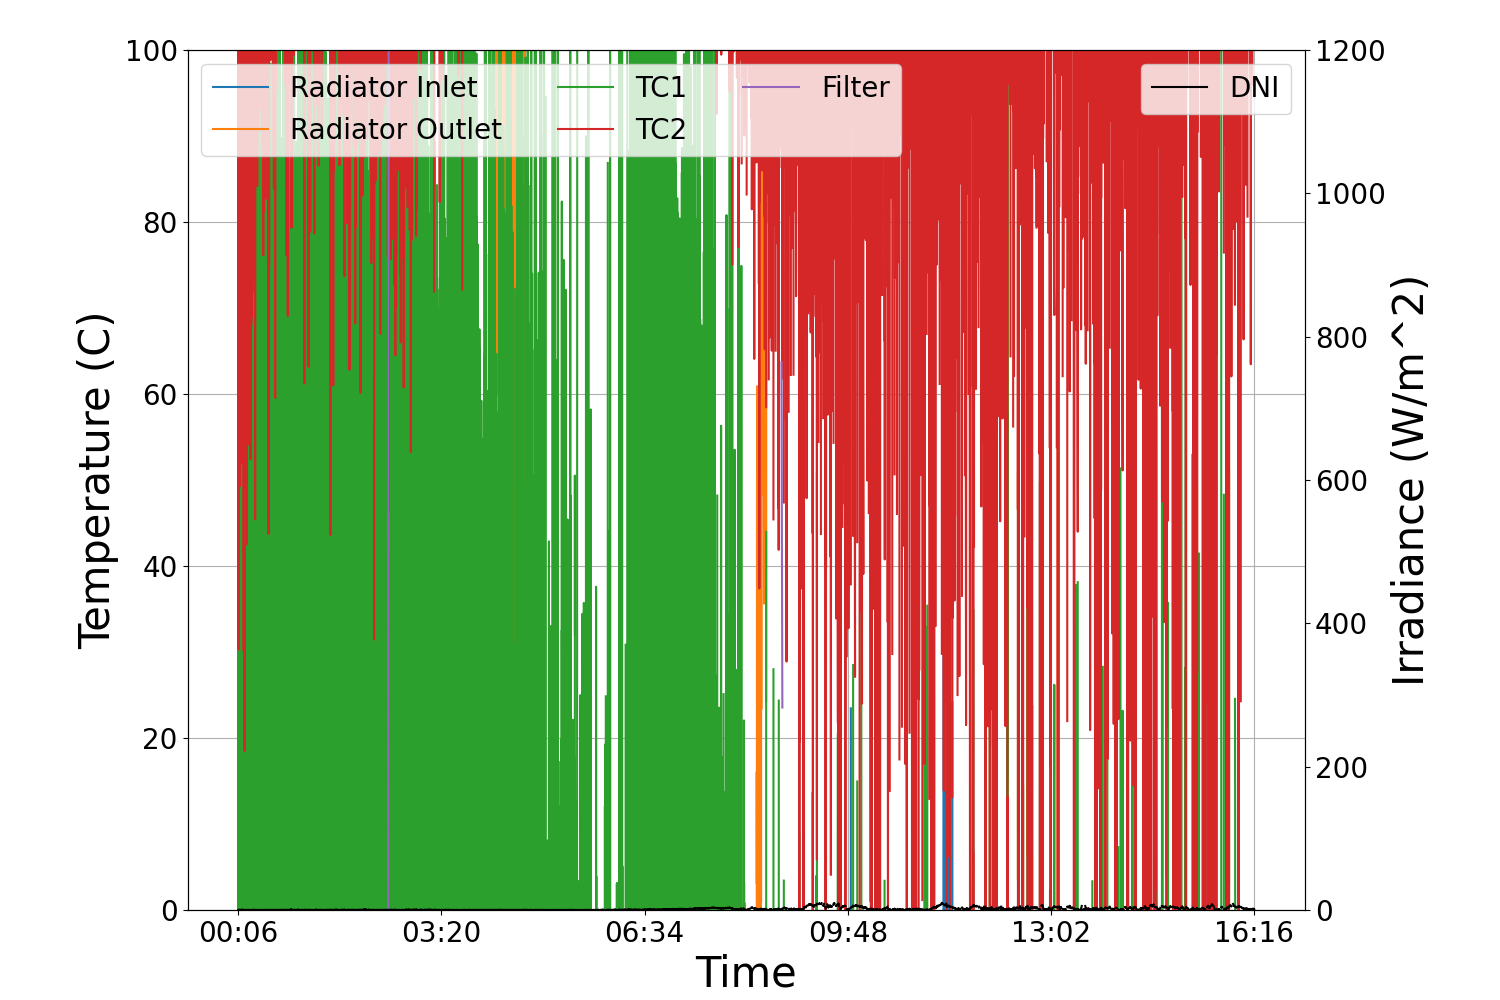 100
80
60
40
20
0
Temperature (C)
Radiator Inlet
Radiator Outlet
TC1
TC2
Filter
DNI
1200
1000
800
600
400
200
0
Irradiance (W/m^2)
00:06 03:20 06:34 09:48 13:02 16:16
Time